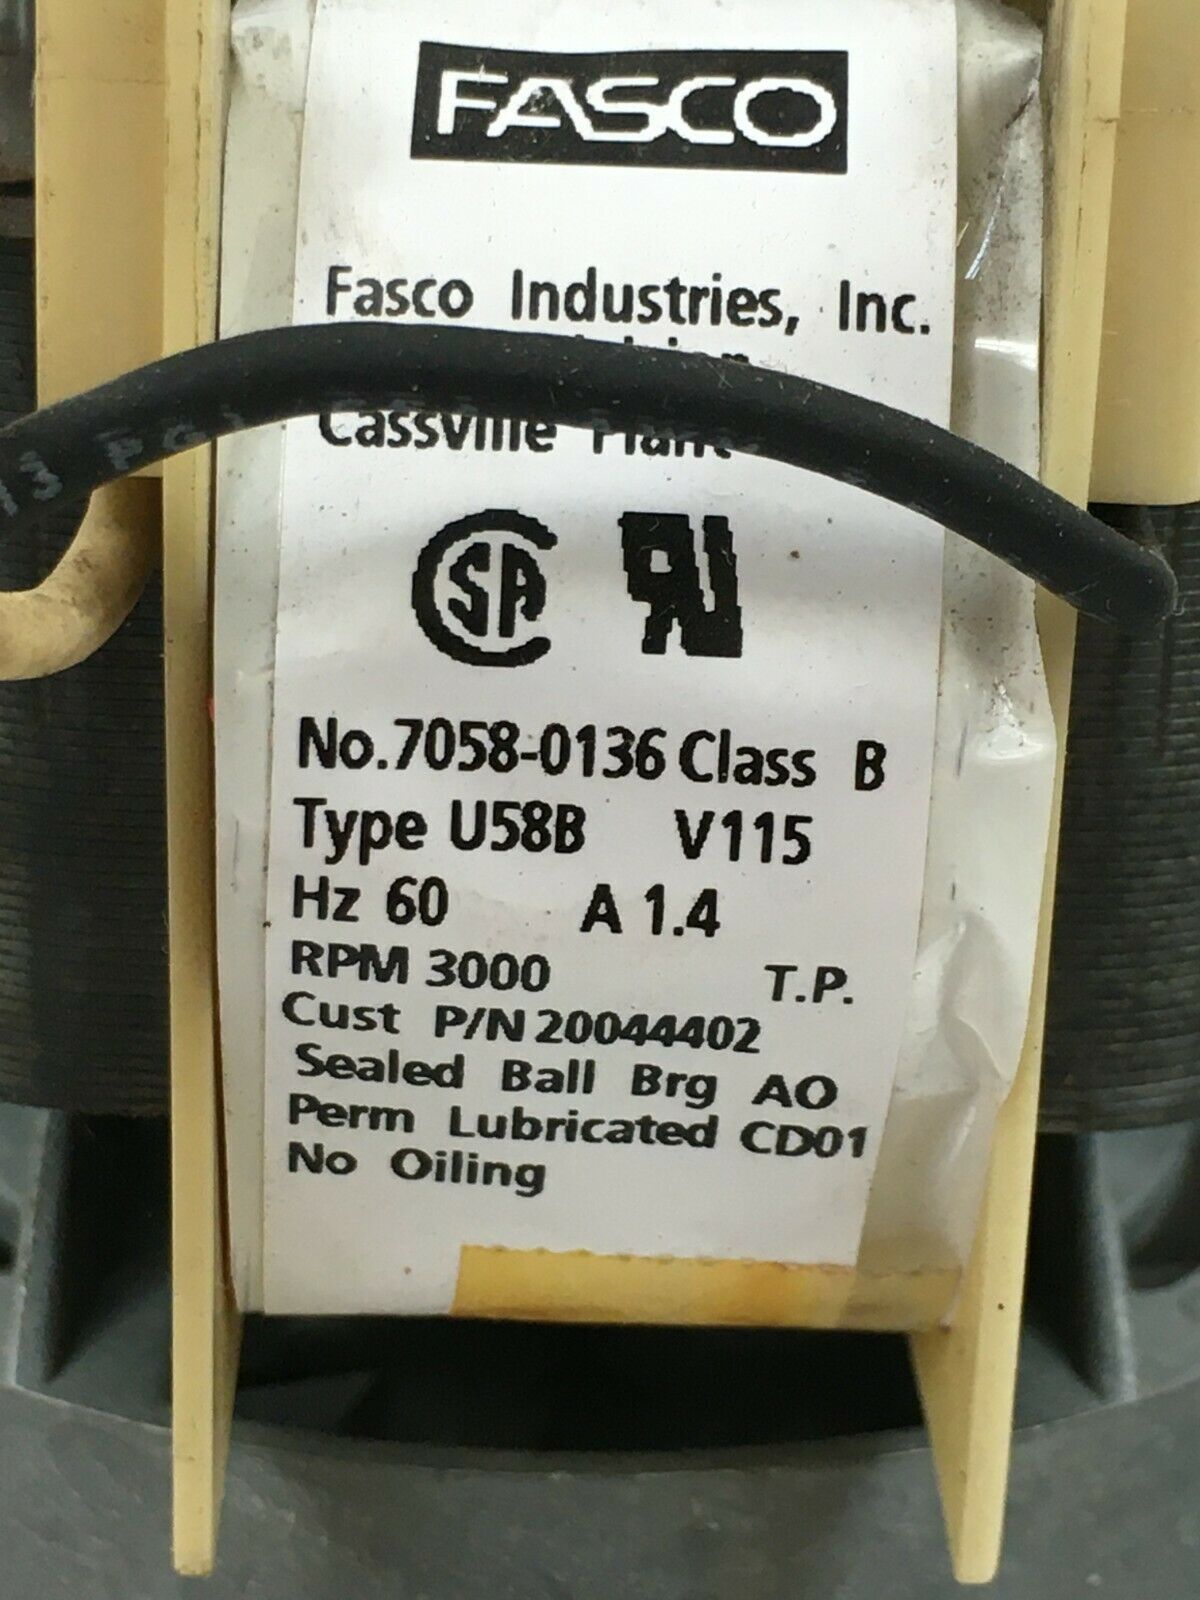 FASCO
Fasco Industries, Inc.
Cassville Plant
SA
No.7058-0136 Class B
Type U58B V115
Hz 60 A 1.4
RPM 3000 T.P.
Cust P/N 20044402
Sealed Ball Brg AO
Perm Lubricated CD01
No Oiling